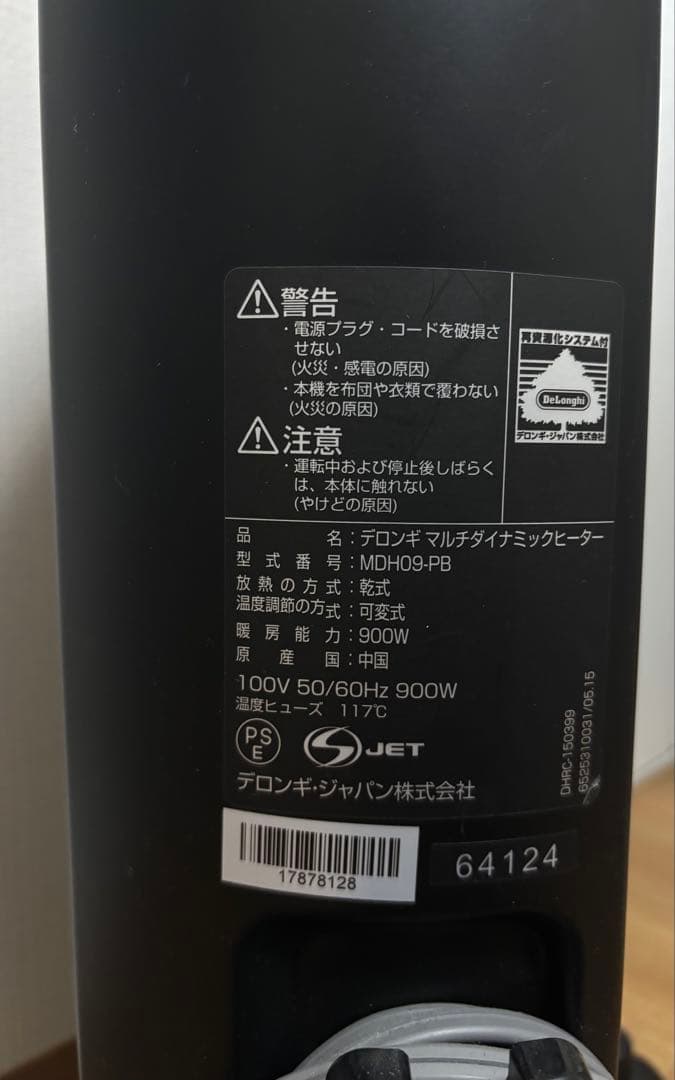 警告
・電源プラグ・コードを破損さ
せない
(火災・感電の原因)
・本機を布団や衣類で覆わない
(火災の原因)
注意
・運転中および停止後しばらく
は、本体に触れない
(やけどの原因)
再資源化システム付
DeLonghi
デロンギ・ジャパン株式会社
品名:デロンギ マルチダイナミックヒーター
型式番号:MDH09-PB
放熱の方式:乾式
温度調節の方式:可変式
暖房能力:900W
原産国:中国
100V 50/60Hz 900W
温度ヒューズ 117℃
PS
E
JET
デロンギ・ジャパン株式会社
DHRC-150399
6525310031/05.15
17878128
64124